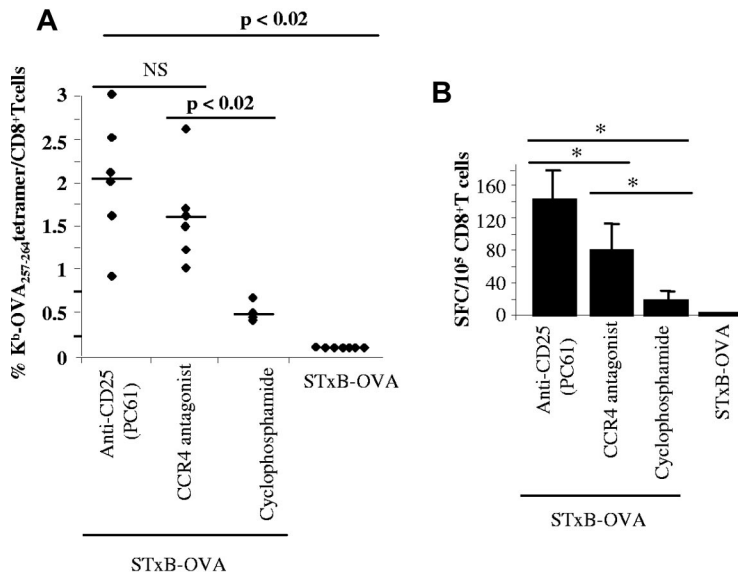 A
p < 0.02
NS
p < 0.02
% Kᵇ-OVA₂₅₇₋₂₆₄tetramer/CD8⁺Tcells
3
2.5
2
1.5
1
0.5
0
Anti-CD25
(PC61)
CCR4 antagonist
Cyclophosphamide
STxB-OVA
STxB-OVA
B
*
*
*
SFC/10⁵ CD8⁺T cells
160
120
80
40
0
Anti-CD25
(PC61)
CCR4 antagonist
Cyclophosphamide
STxB-OVA
STxB-OVA